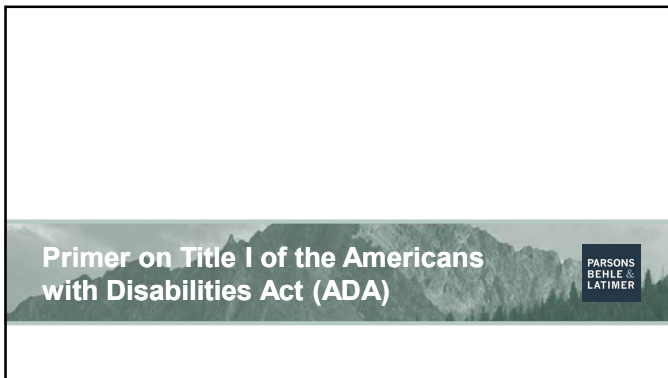 Primer on Title I of the Americans
with Disabilities Act (ADA)
PARSONS
BEHLE &
LATIMER